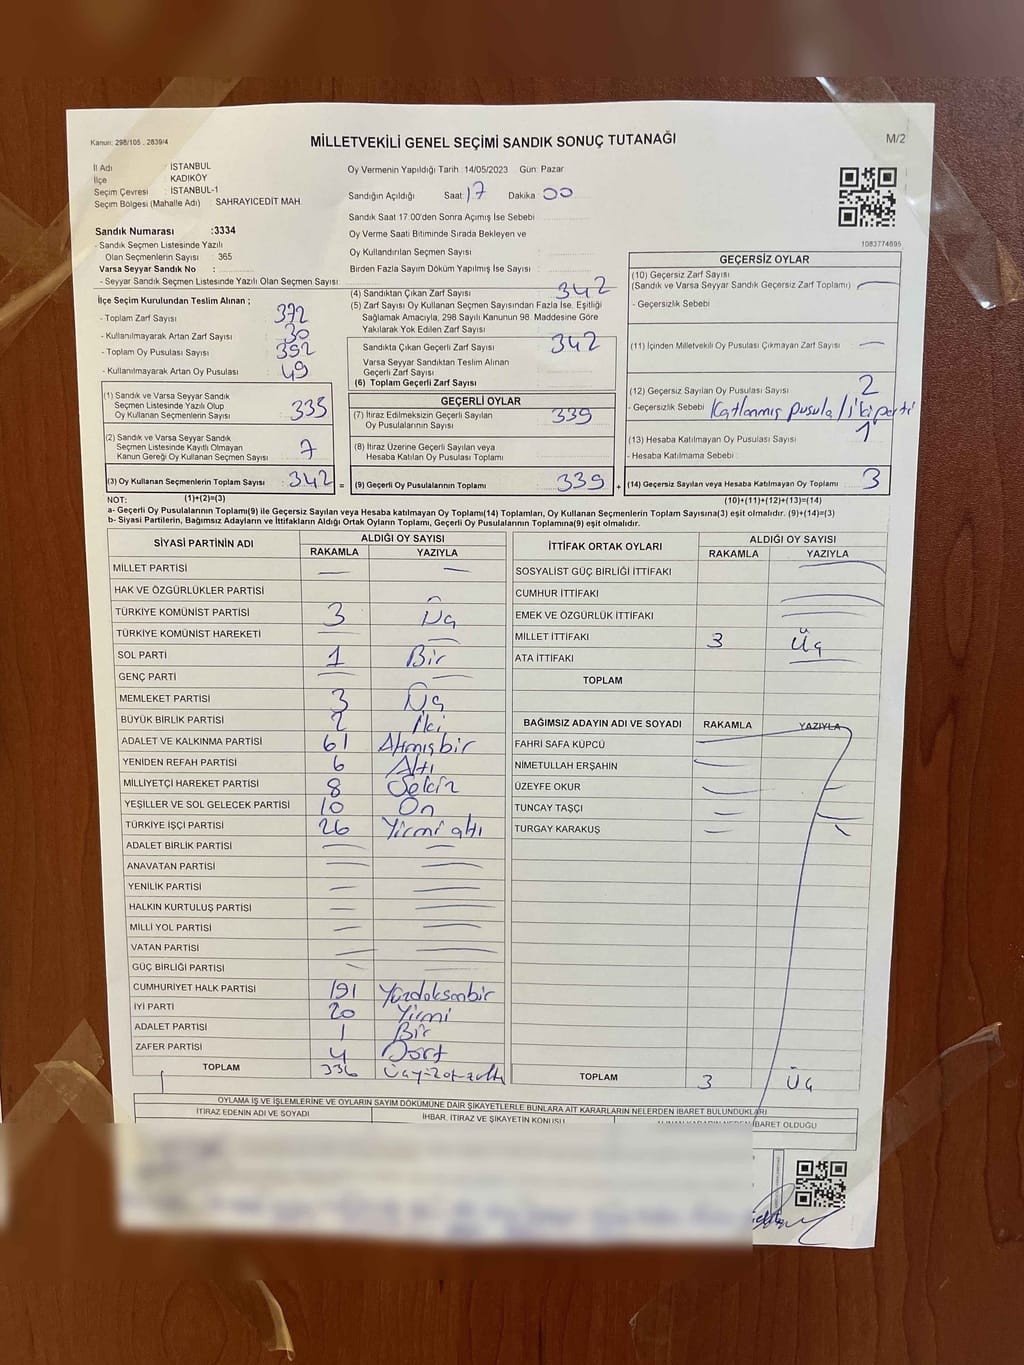 Kanun: 298/105, 2839/4
MİLLETVEKİLİ GENEL SEÇİMİ SANDIK SONUÇ TUTANAĞI
M/2
İl Adı : İSTANBUL
İlçe : KADIKÖY
Seçim Çevresi : İSTANBUL-1
Seçim Bölgesi (Mahalle Adı) : SAHRAYICEDİT MAH.
Sandık Numarası :3334
- Sandık Seçmen Listesinde Yazılı
Olan Seçmenlerin Sayısı : 365
Varsa Seyyar Sandık No :
- Seyyar Sandık Seçmen Listesinde Yazılı Olan Seçmen Sayısı :
Oy Vermenin Yapıldığı Tarih :14/05/2023 Gün: Pazar
Sandığın Açıldığı Saat: 17 Dakika: 00
Sandık Saat 17.00'den Sonra Açımış İse Sebebi :
Oy Verme Saati Bitiminde Sırada Bekleyen ve
Oy Kullandırılan Seçmen Sayısı :
Birden Fazla Sayım Döküm Yapılmış İse Sayısı :
1083774695
İlçe Seçim Kurulundan Teslim Alınan ;
- Toplam Zarf Sayısı : 372
- Kullanılmayarak Artan Zarf Sayısı : 30
- Toplam Oy Pusulası Sayısı : 392
- Kullanılmayarak Artan Oy Pusulası : 49
(1) Sandık ve Varsa Seyyar Sandık
Seçmen Listesinde Yazılı Olup
Oy Kullanan Seçmenlerin Sayısı : 335
(2) Sandık ve Varsa Seyyar Sandık
Seçmen Listesinde Kayıtlı Olmayan
Kanun Gereği Oy Kullanan Seçmen Sayısı : 7
(3) Oy Kullanan Seçmenlerin Toplam Sayısı : 342 =
(4) Sandıktan Çıkan Zarf Sayısı : 342
(5) Zarf Sayısı Oy Kullanan Seçmen Sayısından Fazla İse, Eşitliği
Sağlamak Amacıyla, 298 Sayılı Kanunun 98. Maddesine Göre
Yakılarak Yok Edilen Zarf Sayısı :
Sandıkta Çıkan Geçerli Zarf Sayısı : 342
Varsa Seyyar Sandıktan Teslim Alınan
Geçerli Zarf Sayısı :
(6) Toplam Geçerli Zarf Sayısı :
GEÇERLİ OYLAR
(7) İtiraz Edilmeksizin Geçerli Sayılan
Oy Pusulalarının Sayısı : 339
(8) İtiraz Üzerine Geçerli Sayılan veya
Hesaba Katılan Oy Pusulası Toplamı :
(9) Geçerli Oy Pusulalarının Toplamı : 339 +
GEÇERSİZ OYLAR
(10) Geçersiz Zarf Sayısı
(Sandık ve Varsa Seyyar Sandık Geçersiz Zarf Toplamı) : —
- Geçersizlik Sebebi :
(11) İçinden Milletvekili Oy Pusulası Çıkmayan Zarf Sayısı : —
(12) Geçersiz Sayılan Oy Pusulası Sayısı : 2
- Geçersizlik Sebebi : Katlanmış pusula/iki parti
(13) Hesaba Katılmayan Oy Pusulası Sayısı : 1
- Hesaba Katılmama Sebebi :
(14) Geçersiz Sayılan veya Hesaba Katılmayan Oy Toplamı : 3
NOT: (1)+(2)=(3) (10)+(11)+(12)+(13)=(14)
a- Geçerli Oy Pusulalarının Toplamı(9) ile Geçersiz Sayılan veya Hesaba katılmayan Oy Toplamı(14) Toplamları, Oy Kullanan Seçmenlerin Toplam Sayısına(3) eşit olmalıdır. (9)+(14)=(3)
b- Siyasi Partilerin, Bağımsız Adayların ve İttifakların Aldığı Ortak Oyların Toplamı, Geçerli Oy Pusulalarının Toplamına(9) eşit olmalıdır.
SİYASİ PARTİNİN ADI ALDIĞI OY SAYISI
RAKAMLA YAZIYLA
MİLLET PARTİSİ — —
HAK VE ÖZGÜRLÜKLER PARTİSİ
TÜRKİYE KOMÜNİST PARTİSİ 3 Üç
TÜRKİYE KOMÜNİST HAREKETİ — —
SOL PARTİ 1 Bir
GENÇ PARTİ — —
MEMLEKET PARTİSİ 3 Üç
BÜYÜK BİRLİK PARTİSİ 2 İki
ADALET VE KALKINMA PARTİSİ 61 Atmışbir
YENİDEN REFAH PARTİSİ 6 Altı
MİLLİYETÇİ HAREKET PARTİSİ 8 Sekiz
YEŞİLLER VE SOL GELECEK PARTİSİ 10 On
TÜRKİYE İŞÇİ PARTİSİ 26 Yirmi altı
ADALET BİRLİK PARTİSİ — —
ANAVATAN PARTİSİ — —
YENİLİK PARTİSİ — —
HALKIN KURTULUŞ PARTİSİ — —
MİLLİ YOL PARTİSİ — —
VATAN PARTİSİ — —
GÜÇ BİRLİĞİ PARTİSİ — —
CUMHURİYET HALK PARTİSİ 191 Yüzdoksanbir
İYİ PARTİ 20 Yirmi
ADALET PARTİSİ 1 Bir
ZAFER PARTİSİ 4 Dört
TOPLAM 336
İTTİFAK ORTAK OYLARI ALDIĞI OY SAYISI
RAKAMLA YAZIYLA
SOSYALİST GÜÇ BİRLİĞİ İTTİFAKI —
CUMHUR İTTİFAKI —
EMEK VE ÖZGÜRLÜK İTTİFAKI —
MİLLET İTTİFAKI 3 Üç
ATA İTTİFAKI —
TOPLAM
BAĞIMSIZ ADAYIN ADI VE SOYADI RAKAMLA YAZIYLA
FAHRİ SAFA KÜPCÜ —
NİMETULLAH ERŞAHİN —
ÜZEYFE OKUR —
TUNCAY TAŞÇI —
TURGAY KARAKUŞ —
TOPLAM 3 Üç
OYLAMA İŞ VE İŞLEMLERİNE VE OYLARIN SAYIM DÖKÜMÜNE DAİR ŞİKAYETLERLE BUNLARA AİT KARARLARIN NELERDEN İBARET BULUNDUKLARI
İTİRAZ EDENİN ADI VE SOYADI İHBAR, İTİRAZ VE ŞİKAYETİN KONUSU İBARET OLDUĞU